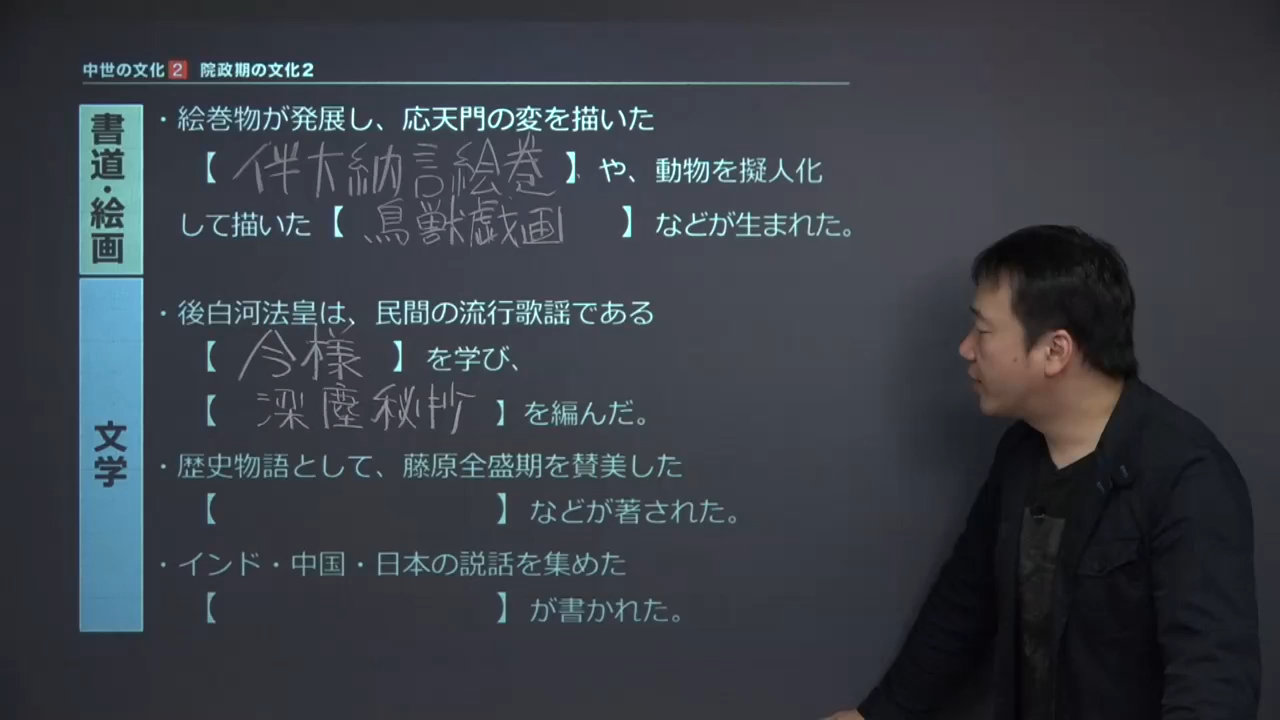 中世の文化2 院政期の文化2
書道・絵画
・絵巻物が発展し、応天門の変を描いた
【伴大納言絵巻】や、動物を擬人化
して描いた【鳥獣戯画】などが生まれた。
文学
・後白河法皇は、民間の流行歌謡である
【今様】を学び、
【梁塵秘抄】を編んだ。
・歴史物語として、藤原全盛期を賛美した
【 】などが著された。
・インド・中国・日本の説話を集めた
【 】が書かれた。